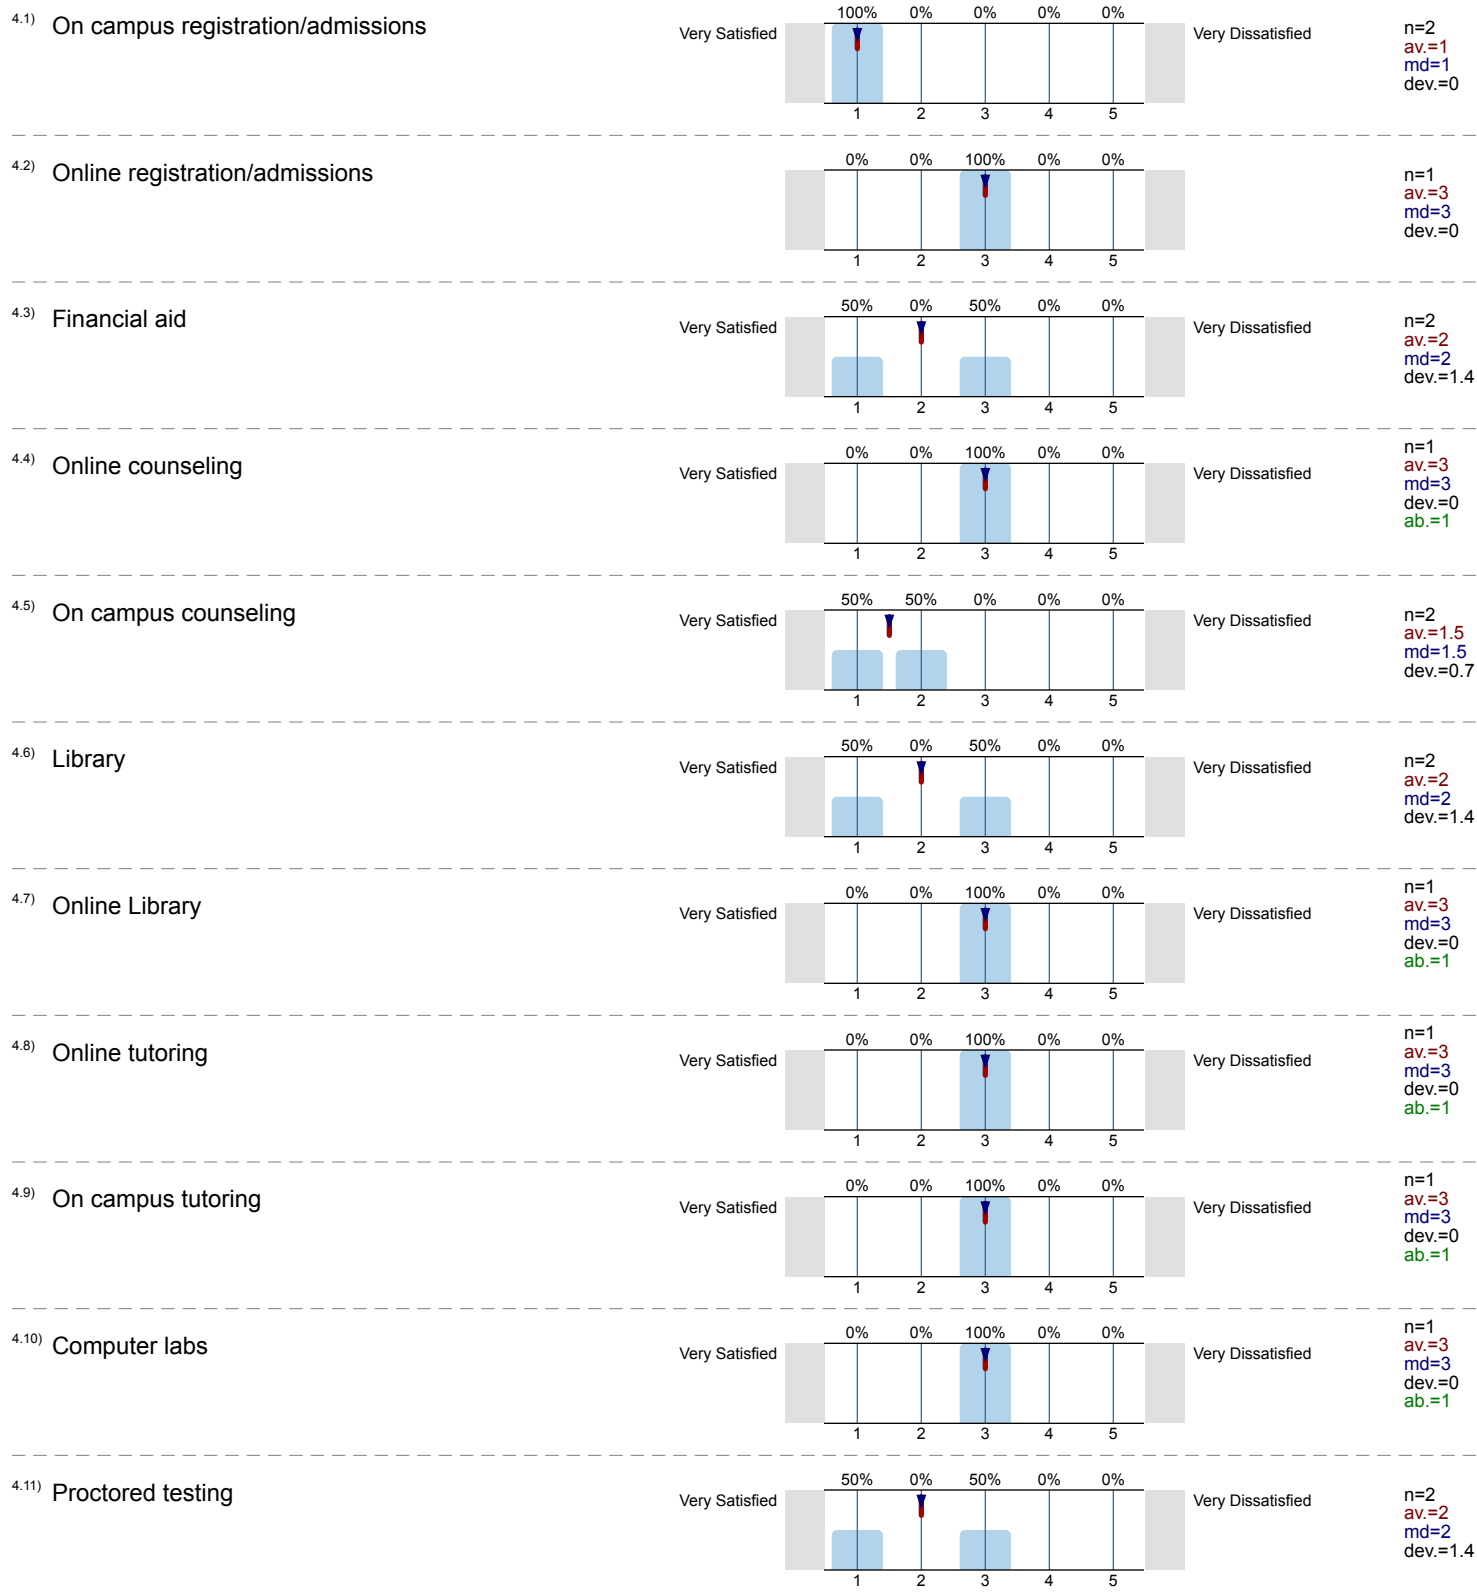 4.1) On campus registration/admissions
100% 0% 0% 0% 0%
Very Satisfied Very Dissatisfied
1 2 3 4 5
n=2
av.=1
md=1
dev.=0
4.2) Online registration/admissions
0% 0% 100% 0% 0%
1 2 3 4 5
n=1
av.=3
md=3
dev.=0
4.3) Financial aid
50% 0% 50% 0% 0%
Very Satisfied Very Dissatisfied
1 2 3 4 5
n=2
av.=2
md=2
dev.=1.4
4.4) Online counseling
0% 0% 100% 0% 0%
Very Satisfied Very Dissatisfied
1 2 3 4 5
n=1
av.=3
md=3
dev.=0
ab.=1
4.5) On campus counseling
50% 50% 0% 0% 0%
Very Satisfied Very Dissatisfied
1 2 3 4 5
n=2
av.=1.5
md=1.5
dev.=0.7
4.6) Library
50% 0% 50% 0% 0%
Very Satisfied Very Dissatisfied
1 2 3 4 5
n=2
av.=2
md=2
dev.=1.4
4.7) Online Library
0% 0% 100% 0% 0%
Very Satisfied Very Dissatisfied
1 2 3 4 5
n=1
av.=3
md=3
dev.=0
ab.=1
4.8) Online tutoring
0% 0% 100% 0% 0%
Very Satisfied Very Dissatisfied
1 2 3 4 5
n=1
av.=3
md=3
dev.=0
ab.=1
4.9) On campus tutoring
0% 0% 100% 0% 0%
Very Satisfied Very Dissatisfied
1 2 3 4 5
n=1
av.=3
md=3
dev.=0
ab.=1
4.10) Computer labs
0% 0% 100% 0% 0%
Very Satisfied Very Dissatisfied
1 2 3 4 5
n=1
av.=3
md=3
dev.=0
ab.=1
4.11) Proctored testing
50% 0% 50% 0% 0%
Very Satisfied Very Dissatisfied
1 2 3 4 5
n=2
av.=2
md=2
dev.=1.4